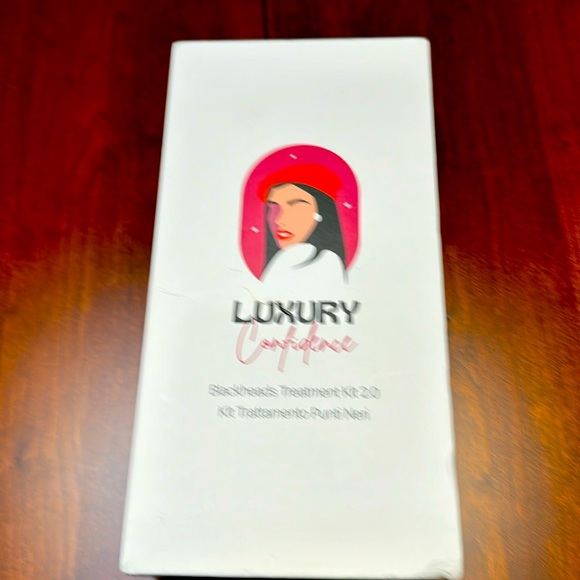 LUXURY
Confidence
Blackheads Treatment Kit 2.0
Kit Trattamento Punti Neri